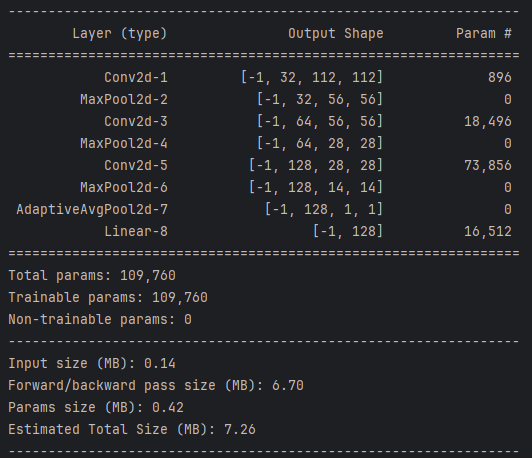 ----------------------------------------------------------------
        Layer (type)               Output Shape         Param #
================================================================
            Conv2d-1         [-1, 32, 112, 112]             896
         MaxPool2d-2           [-1, 32, 56, 56]               0
            Conv2d-3           [-1, 64, 56, 56]          18,496
         MaxPool2d-4           [-1, 64, 28, 28]               0
            Conv2d-5          [-1, 128, 28, 28]          73,856
         MaxPool2d-6          [-1, 128, 14, 14]               0
 AdaptiveAvgPool2d-7            [-1, 128, 1, 1]               0
            Linear-8                  [-1, 128]          16,512
================================================================
Total params: 109,760
Trainable params: 109,760
Non-trainable params: 0
----------------------------------------------------------------
Input size (MB): 0.14
Forward/backward pass size (MB): 6.70
Params size (MB): 0.42
Estimated Total Size (MB): 7.26
----------------------------------------------------------------